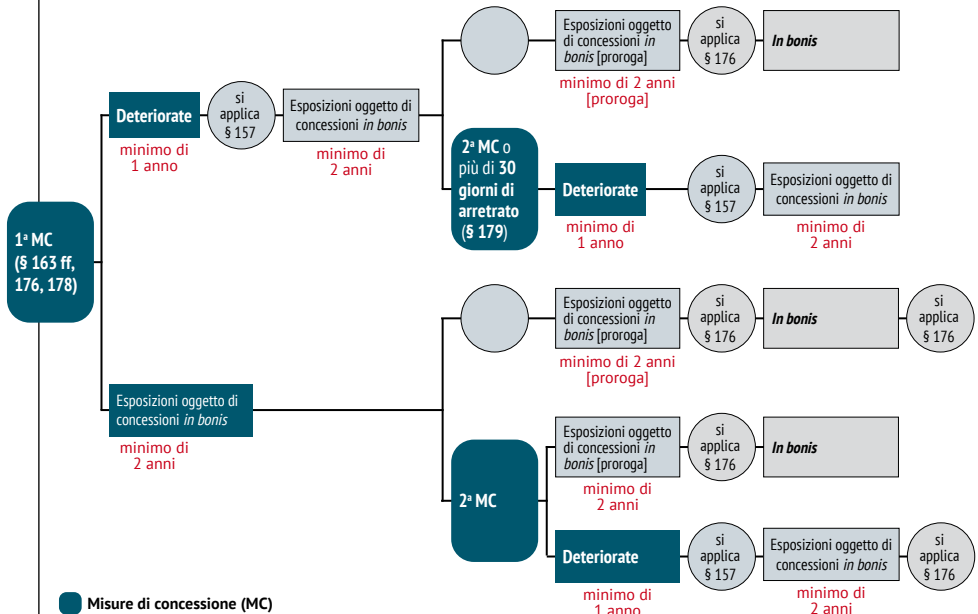 Esposizioni oggetto
di concessioni in
bonis [proroga]
minimo di 2 anni
[proroga]
si
applica
§ 176
In bonis
Deteriorate
minimo di
1 anno
si
applica
§ 157
Esposizioni oggetto di
concessioni in bonis
minimo di
2 anni
2ª MC o
più di 30
giorni di
arretrato
(§ 179)
Deteriorate
minimo di
1 anno
si
applica
§ 157
Esposizioni oggetto di
concessioni in bonis
minimo di
2 anni
1ª MC
(§ 163 ff,
176, 178)
Esposizioni oggetto
di concessioni in
bonis [proroga]
minimo di 2 anni
[proroga]
si
applica
§ 176
In bonis
si
applica
§ 176
Esposizioni oggetto di
concessioni in bonis
minimo di
2 anni
2ª MC
Esposizioni oggetto
di concessioni in
bonis [proroga]
minimo di
2 anni
si
applica
§ 176
In bonis
Deteriorate
minimo di
1 anno
si
applica
§ 157
Esposizioni oggetto di
concessioni in bonis
minimo di
2 anni
si
applica
§ 176
Misure di concessione (MC)